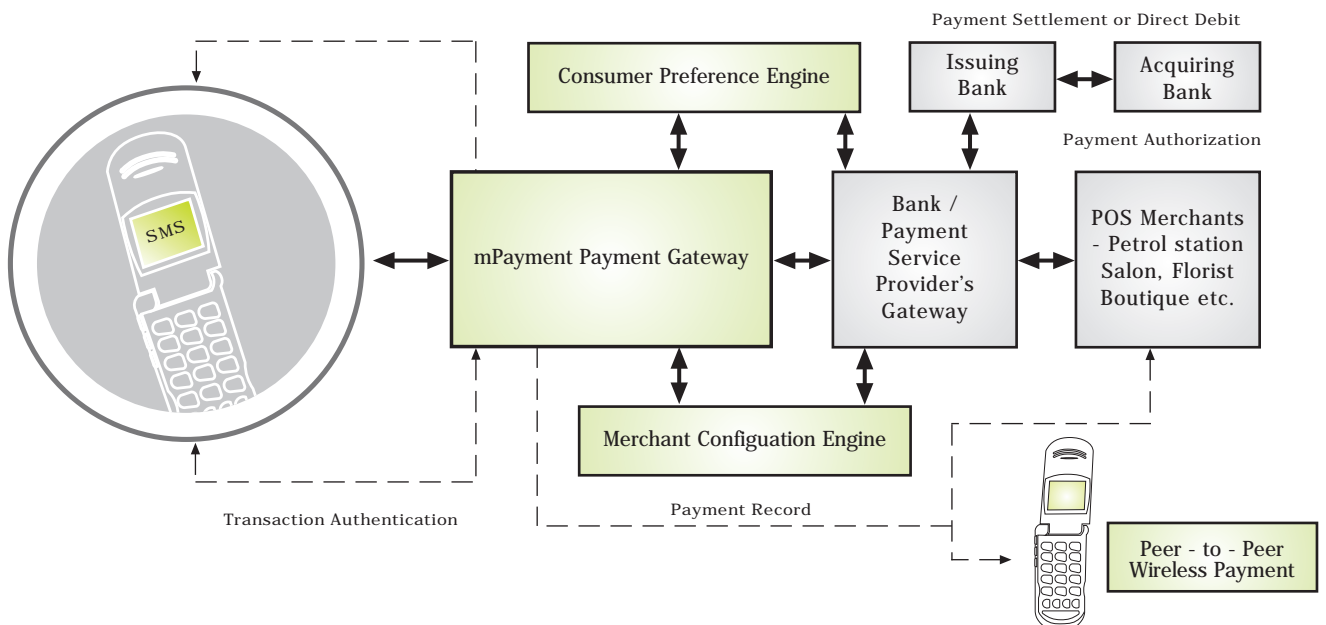 Payment Settlement or Direct Debit
Consumer Preference Engine
Issuing
Bank
Acquiring
Bank
Payment Authorization
SMS
mPayment Payment Gateway
Bank /
Payment
Service
Provider's
Gateway
POS Merchants
- Petrol station
Salon, Florist
Boutique etc.
Merchant Configuation Engine
Transaction Authentication
Payment Record
Peer - to - Peer
Wireless Payment